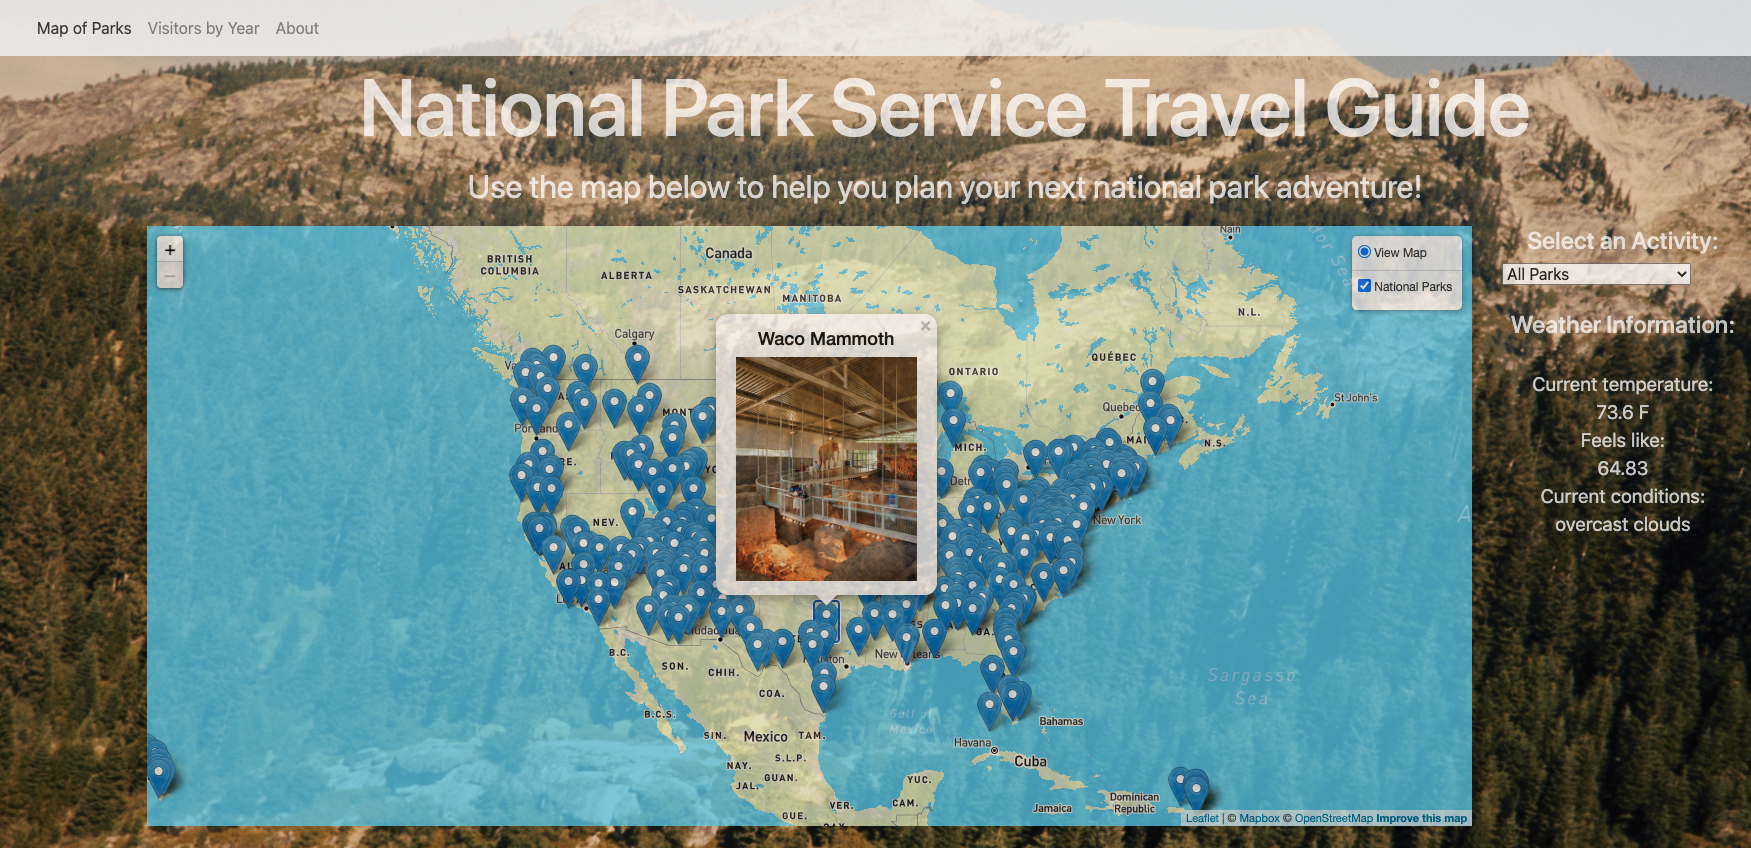 Map of Parks Visitors by Year About
National Park Service Travel Guide
Use the map below to help you plan your next national park adventure!
+
−
View Map
National Parks
Select an Activity:
All Parks
Weather Information:
Current temperature:
73.6 F
Feels like:
64.83
Current conditions:
overcast clouds
Waco Mammoth
×
Nain
BRITISH
COLUMBIA
ALBERTA
Canada
SASKATCHEWAN
MANITOBA
N.L.
Calgary
ONTARIO
QUÉBEC
St John's
Quebec
MONT
N.S.
MICH.
NEV.
New York
GA.
B.C.
SON.
CHIH.
COA.
New
B.C.S.
SIN.
Mexico
TAM.
Gulf of
Mexico
Sargasso
Sea
Bahamas
Havana
Cuba
NAY.
S.L.P.
GUAN.
JAL.
YUC.
VER.
CAM.
GUE.
Jamaica
Dominican
Republic
Leaflet | © Mapbox © OpenStreetMap Improve this map